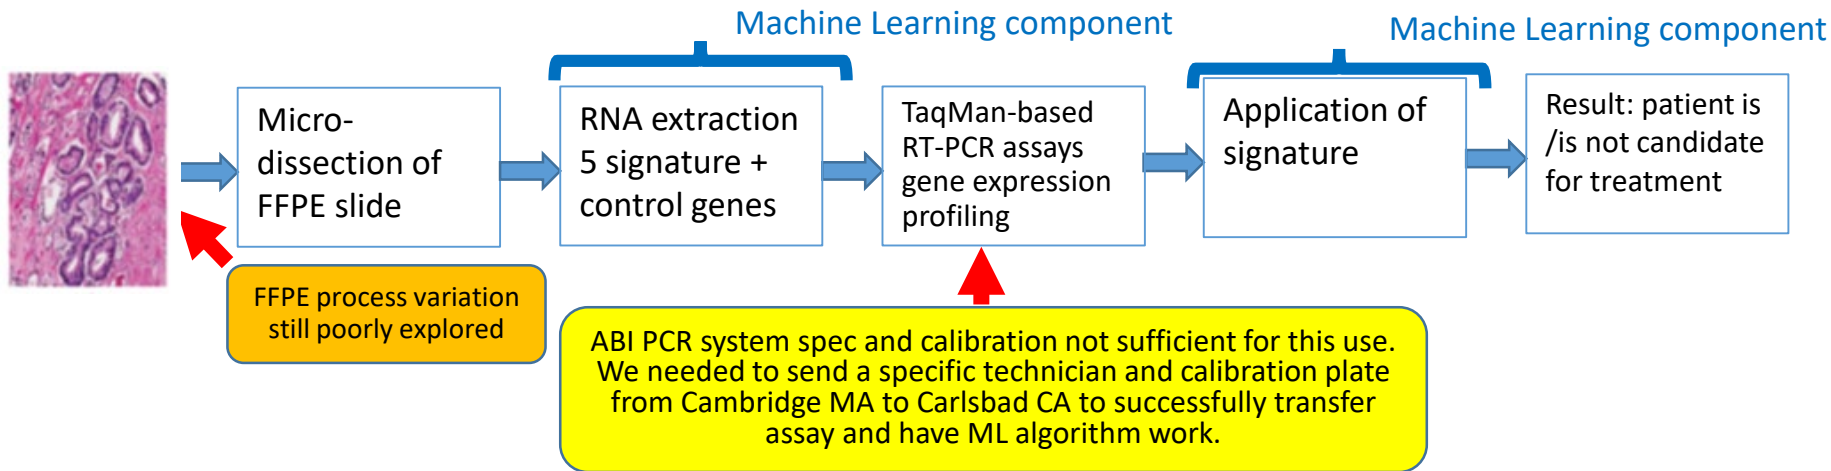 Machine Learning component
Machine Learning component
Micro-
dissection of
FFPE slide
RNA extraction
5 signature +
control genes
TaqMan-based
RT-PCR assays
gene expression
profiling
Application of
signature
Result: patient is
/is not candidate
for treatment
FFPE process variation
still poorly explored
ABI PCR system spec and calibration not sufficient for this use.
We needed to send a specific technician and calibration plate
from Cambridge MA to Carlsbad CA to successfully transfer
assay and have ML algorithm work.